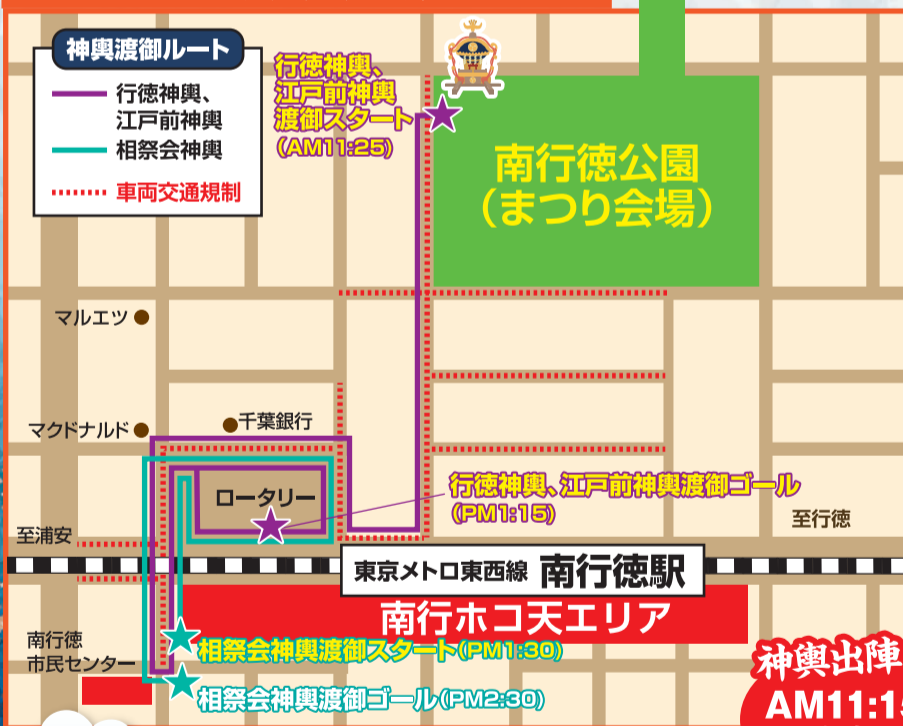 神輿渡御ルート
行徳神輿、
江戸前神輿
相祭会神輿
車両交通規制
行徳神輿、
江戸前神輿
渡御スタート
(AM11:25)
南行徳公園
(まつり会場)
マルエツ
マクドナルド
千葉銀行
ロータリー
行徳神輿、江戸前神輿渡御ゴール
(PM1:15)
至行徳
至浦安
東京メトロ東西線 南行徳駅
南行ホコ天エリア
南行徳
市民センター
相祭会神輿渡御スタート(PM1:30)
相祭会神輿渡御ゴール(PM2:30)
神輿出陣
AM11:15